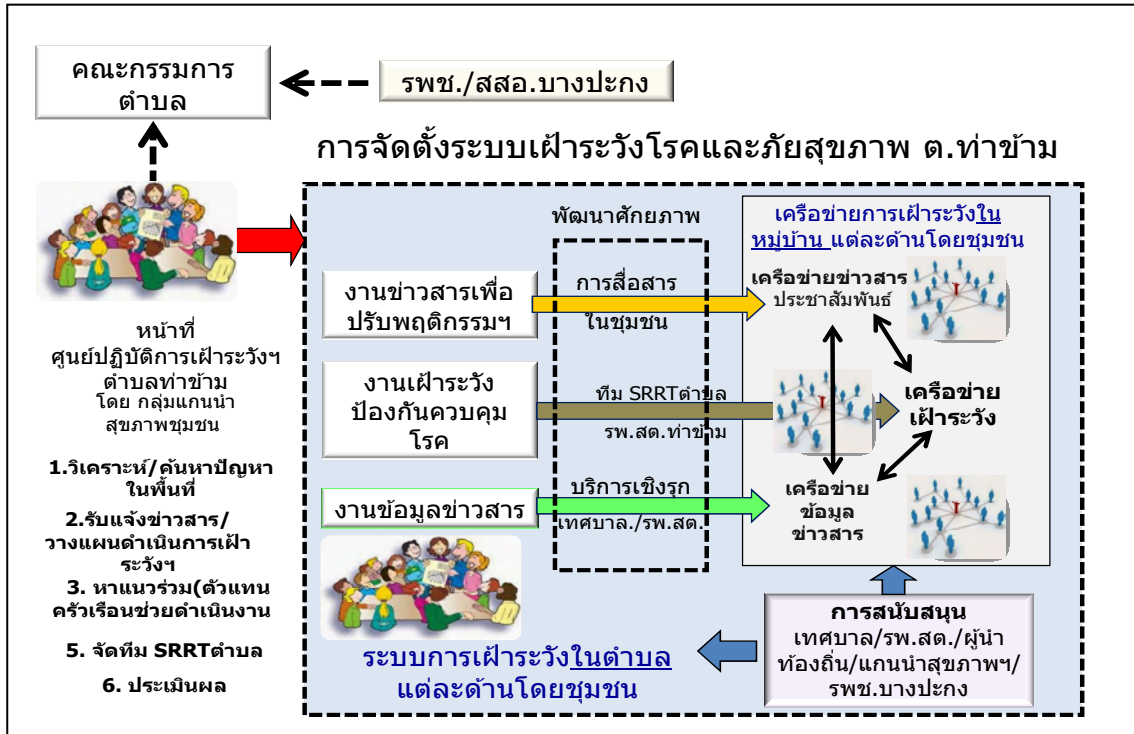 คณะกรรมการ
ตำบล
รพช./สสอ.บางปะกง
การจัดตั้งระบบเฝ้าระวังโรคและภัยสุขภาพ ต.ท่าข้าม
หน้าที่
ศูนย์ปฏิบัติการเฝ้าระวังฯ
ตำบลท่าข้าม
โดย กลุ่มแกนนำ
สุขภาพชุมชน
1.วิเคราะห์/ค้นหาปัญหา
ในพื้นที่
2.รับแจ้งข่าวสาร/
วางแผนดำเนินการเฝ้า
ระวังฯ
3. หาแนวร่วม(ตัวแทน
ครัวเรือนช่วยดำเนินงาน
5. จัดทีม SRRTตำบล
6. ประเมินผล
พัฒนาศักยภาพ
งานข่าวสารเพื่อ
ปรับพฤติกรรมฯ
การสื่อสาร
ในชุมชน
งานเฝ้าระวัง
ป้องกันควบคุม
โรค
ทีม SRRTตำบล
รพ.สต.ท่าข้าม
งานข้อมูลข่าวสาร
บริการเชิงรุก
เทศบาล./รพ.สต.
เครือข่ายการเฝ้าระวังใน
หมู่บ้าน แต่ละด้านโดยชุมชน
เครือข่ายข่าวสาร
ประชาสัมพันธ์
เครือข่าย
เฝ้าระวัง
เครือข่าย
ข้อมูล
ข่าวสาร
ระบบการเฝ้าระวังในตำบล
แต่ละด้านโดยชุมชน
การสนับสนุน
เทศบาล/รพ.สต./ผู้นำ
ท้องถิ่น/แกนนำสุขภาพฯ/
รพช.บางปะกง